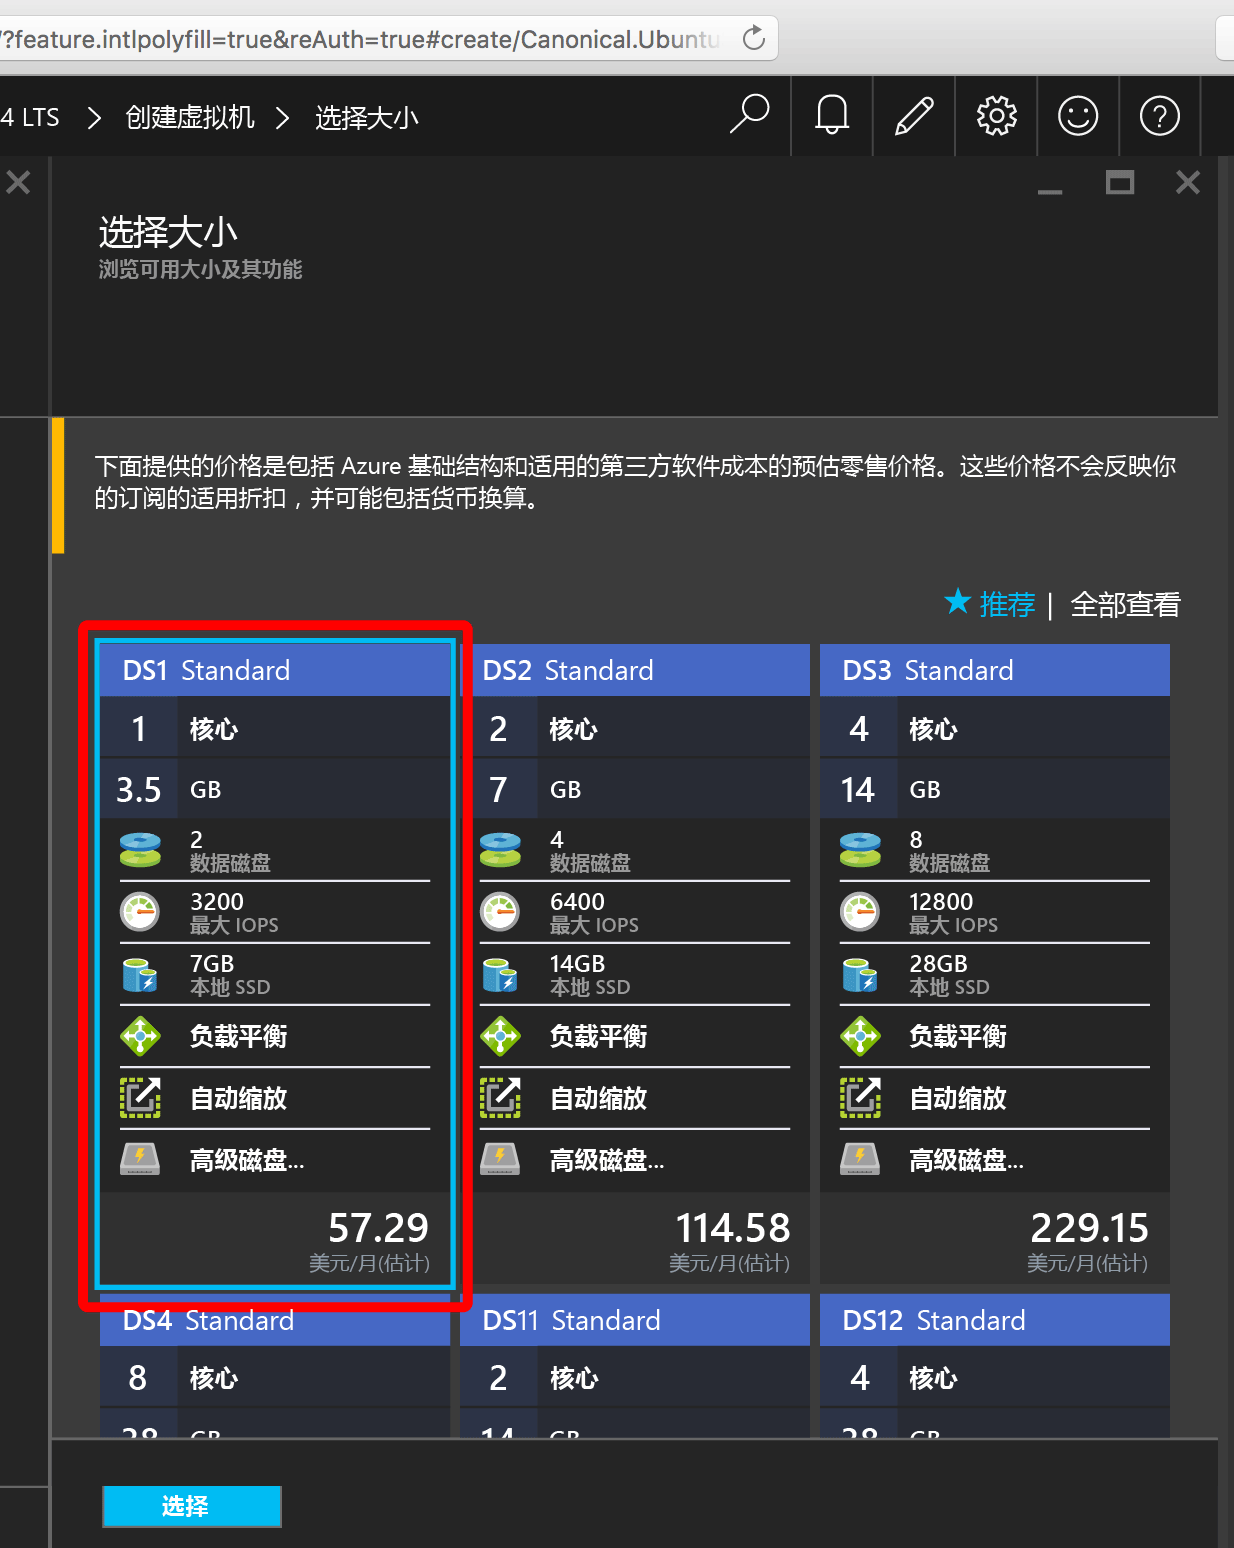 /?feature.intlpolyfill=true&reAuth=true#create/Canonical.Ubuntu
4 LTS > 创建虚拟机 > 选择大小
选择大小
浏览可用大小及其功能
下面提供的价格是包括 Azure 基础结构和适用的第三方软件成本的预估零售价格。这些价格不会反映你
的订阅的适用折扣，并可能包括货币换算。
★ 推荐 | 全部查看
DS1 Standard
1 核心
3.5 GB
2
数据磁盘
3200
最大 IOPS
7GB
本地 SSD
负载平衡
自动缩放
高级磁盘...
57.29
美元/月(估计)
DS2 Standard
2 核心
7 GB
4
数据磁盘
6400
最大 IOPS
14GB
本地 SSD
负载平衡
自动缩放
高级磁盘...
114.58
美元/月(估计)
DS3 Standard
4 核心
14 GB
8
数据磁盘
12800
最大 IOPS
28GB
本地 SSD
负载平衡
自动缩放
高级磁盘...
229.15
美元/月(估计)
DS4 Standard
8 核心
28 GB
DS11 Standard
2 核心
14 GB
DS12 Standard
4 核心
28 GB
选择